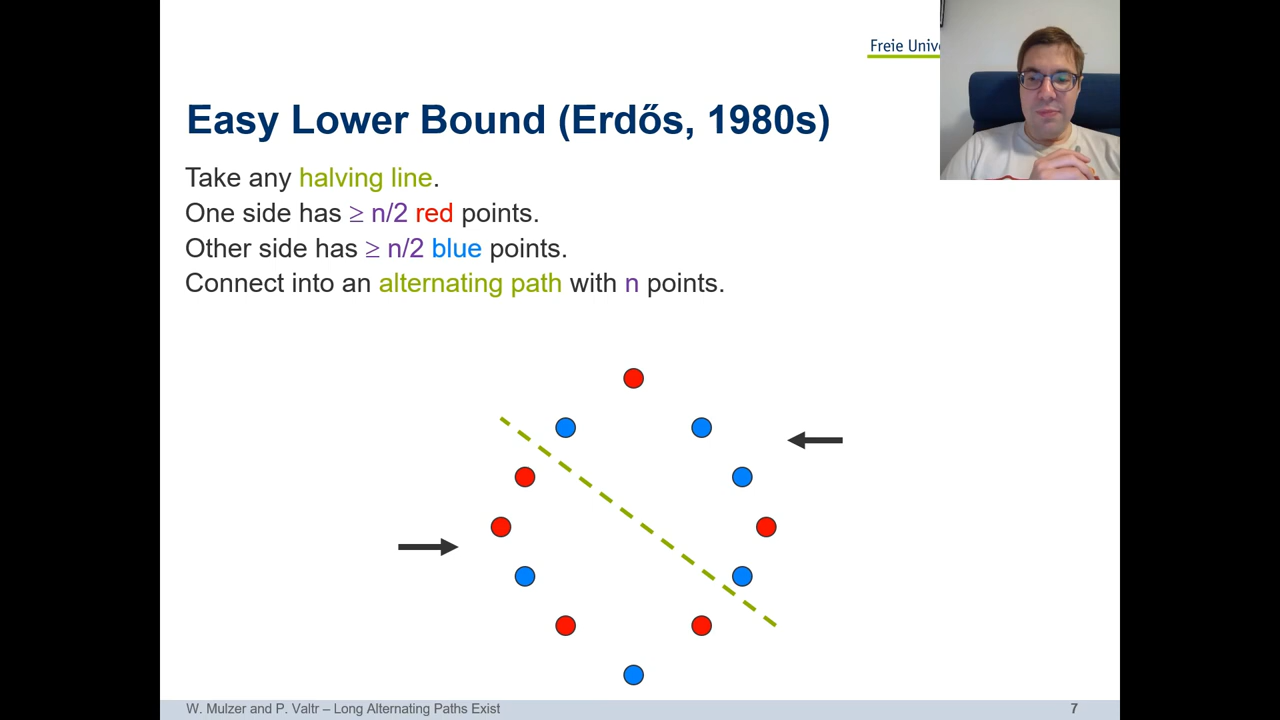 Freie Unive
Easy Lower Bound (Erdős, 1980s)
Take any halving line.
One side has ≥ n/2 red points.
Other side has ≥ n/2 blue points.
Connect into an alternating path with n points.
W. Mulzer and P. Valtr – Long Alternating Paths Exist
7